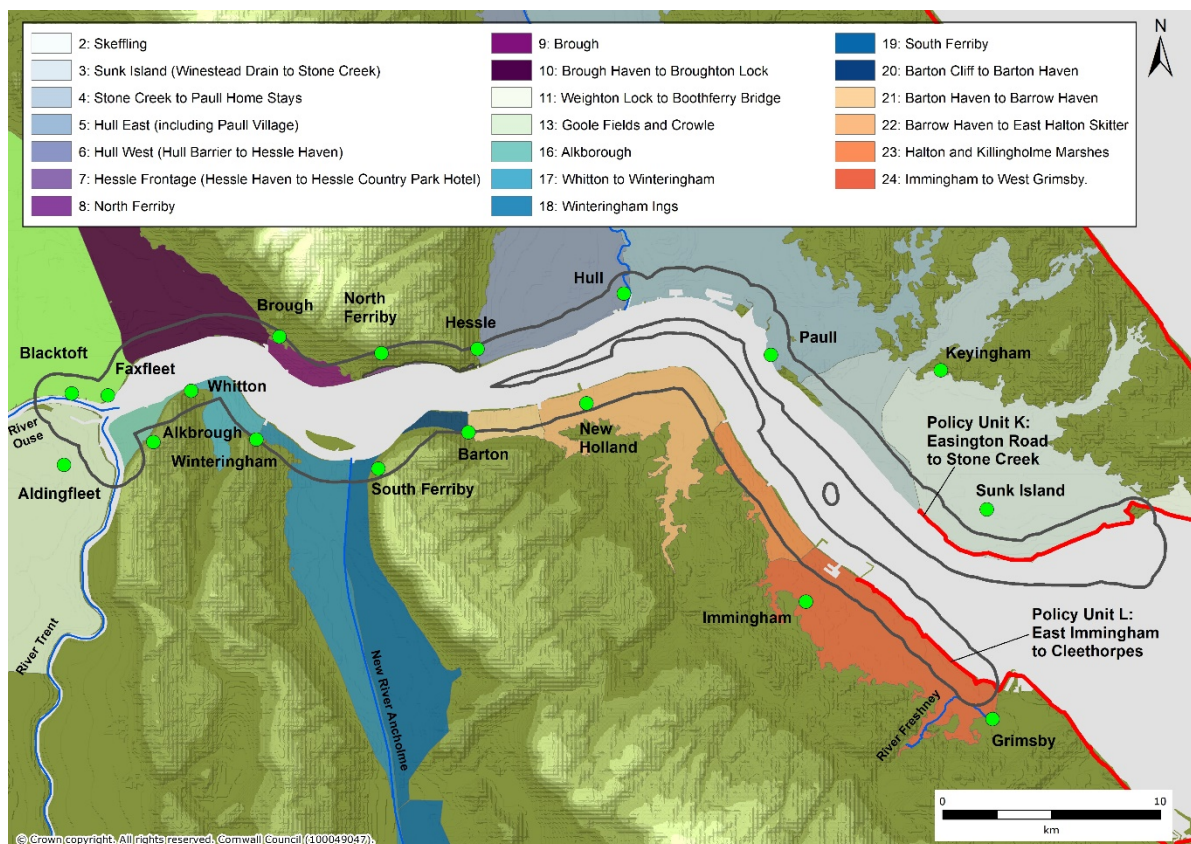 2: Skeffling
3: Sunk Island (Winestead Drain to Stone Creek)
4: Stone Creek to Paull Home Stays
5: Hull East (including Paull Village)
6: Hull West (Hull Barrier to Hessle Haven)
7: Hessle Frontage (Hessle Haven to Hessle Country Park Hotel)
8: North Ferriby
9: Brough
10: Brough Haven to Broughton Lock
11: Weighton Lock to Boothferry Bridge
13: Goole Fields and Crowle
16: Alkborough
17: Whitton to Winteringham
18: Winteringham Ings
19: South Ferriby
20: Barton Cliff to Barton Haven
21: Barton Haven to Barrow Haven
22: Barrow Haven to East Halton Skitter
23: Halton and Killingholme Marshes
24: Immingham to West Grimsby.
N
Hull
Brough
North
Ferriby
Hessle
Blacktoft
Faxfleet
Whitton
Paull
Keyingham
River
Ouse
Alkbrough
Winteringham
Aldingfleet
South Ferriby
Barton
New
Holland
Policy Unit K:
Easington Road
to Stone Creek
Sunk Island
Immingham
Policy Unit L:
East Immingham
to Cleethorpes
River Trent
New River Ancholme
River Freshney
Grimsby
0
10
km
© Crown copyright. All rights reserved. Cornwall Council (100049047).